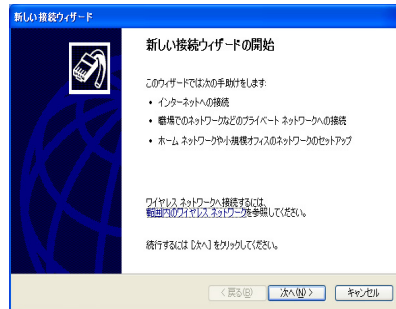 新しい接続ウィザード
新しい接続ウィザードの開始
このウィザードでは次の手助けをします:
• インターネットへの接続
• 職場でのネットワークなどのプライベート ネットワークへの接続
• ホーム ネットワークや小規模オフィスのネットワークのセットアップ
ワイヤレス ネットワークへ接続するには、
範囲内のワイヤレス ネットワークを参照してください。
続行するには [次へ] をクリックしてください。
< 戻る(B) 次へ(N) > キャンセル